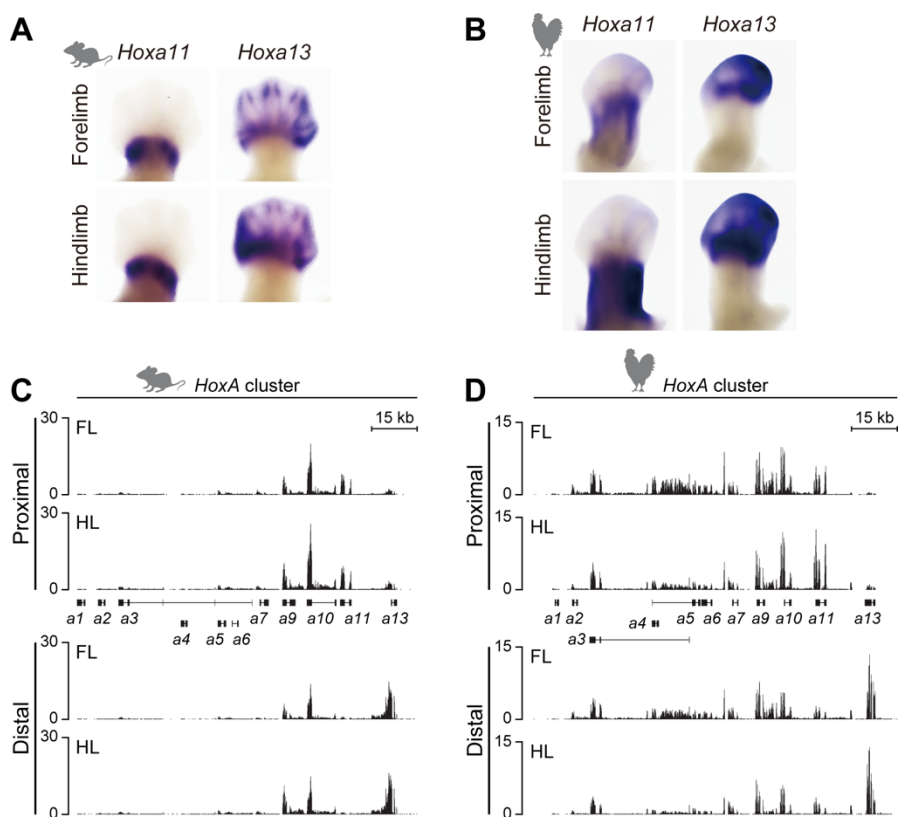 A
Hoxa11 Hoxa13
Forelimb
Hindlimb
B
Hoxa11 Hoxa13
Forelimb
Hindlimb
C
HoxA cluster
15 kb
Proximal
30
FL
0
30
HL
0
a1 a2 a3 a4 a5 a6 a7 a9 a10 a11 a13
Distal
30
FL
0
30
HL
0
D
HoxA cluster
15 kb
Proximal
15
FL
0
15
HL
0
a1 a2 a3 a4 a5 a6 a7 a9 a10 a11 a13
Distal
15
FL
0
15
HL
0